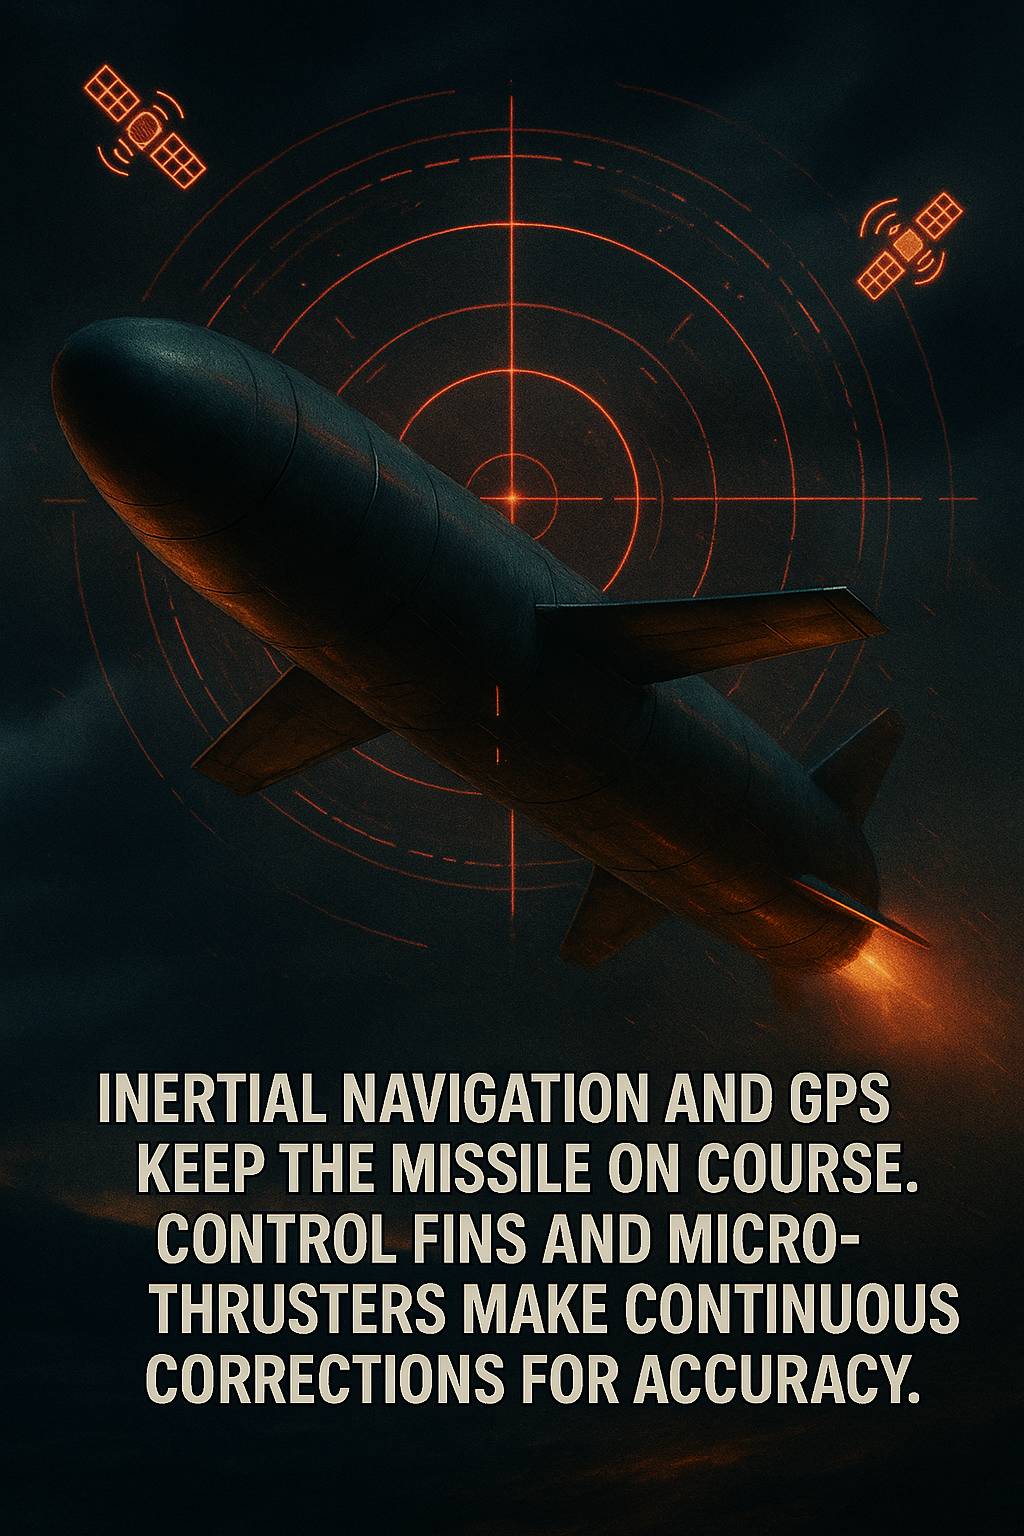 INERTIAL NAVIGATION AND GPS
KEEP THE MISSILE ON COURSE.
CONTROL FINS AND MICRO-
THRUSTERS MAKE CONTINUOUS
CORRECTIONS FOR ACCURACY.